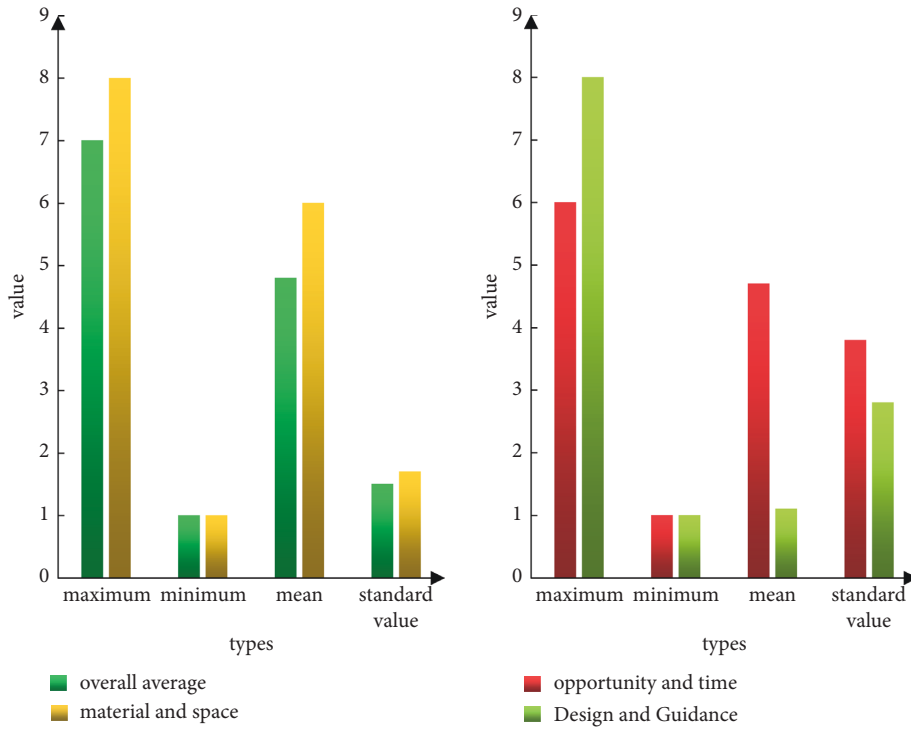 9
8
7
6
5
4
3
2
1
0
value
maximum
minimum
mean
standard
value
types
overall average
material and space
9
8
7
6
5
4
3
2
1
0
value
maximum
minimum
mean
standard
value
types
opportunity and time
Design and Guidance